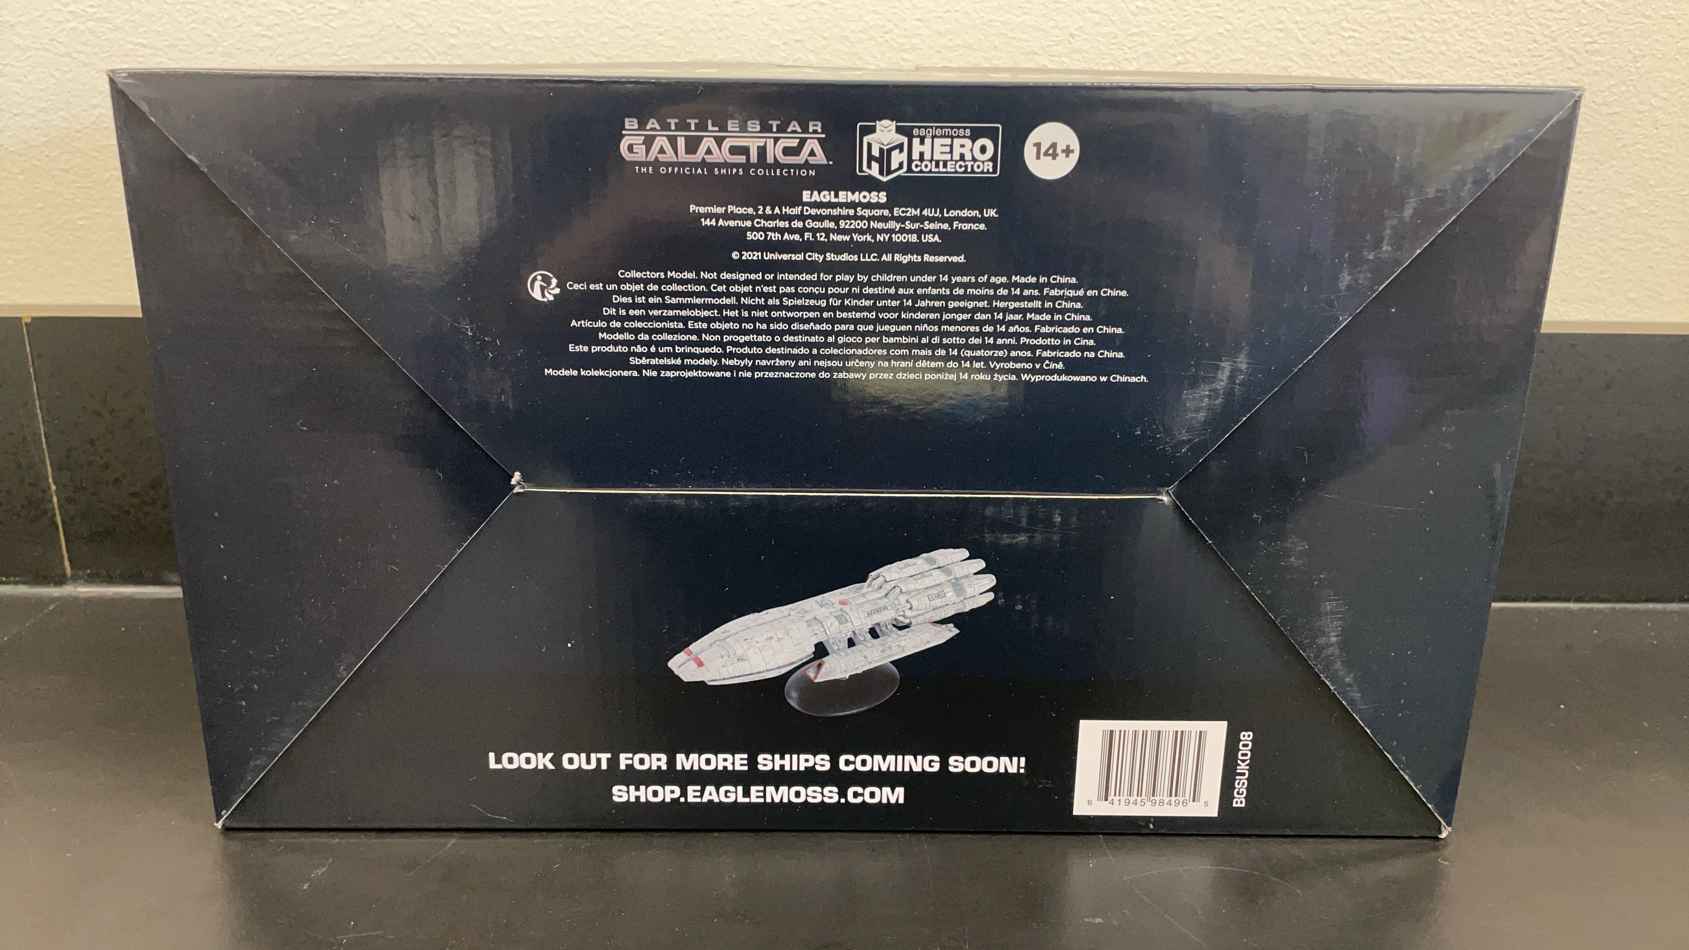 BATTLESTAR
GALACTICA™
THE OFFICIAL SHIPS COLLECTION
eaglemoss
HC HERO
COLLECTOR
14+
EAGLEMOSS
Premier Place, 2 & A Half Devonshire Square, EC2M 4UJ, London, UK.
144 Avenue Charles de Gaulle, 92200 Neuilly-Sur-Seine, France.
500 7th Ave, Fl. 12, New York, NY 10018. USA.
© 2021 Universal City Studios LLC. All Rights Reserved.
Collectors Model. Not designed or intended for play by children under 14 years of age. Made in China.
Ceci est un objet de collection. Cet objet n'est pas conçu pour ni destiné aux enfants de moins de 14 ans. Fabriqué en Chine.
Dies ist ein Sammlermodell. Nicht als Spielzeug für Kinder unter 14 Jahren geeignet. Hergestellt in China.
Dit is een verzamelobject. Het is niet ontworpen en bestemd voor kinderen jonger dan 14 jaar. Made in China.
Artículo de coleccionista. Este objeto no ha sido diseñado para que jueguen niños menores de 14 años. Fabricado en China.
Modello da collezione. Non progettato o destinato al gioco per bambini al di sotto dei 14 anni. Prodotto in Cina.
Este produto não é um brinquedo. Produto destinado a colecionadores com mais de 14 (quatorze) anos. Fabricado na China.
Sběratelské modely. Nebyly navrženy ani nejsou určeny na hraní dětem do 14 let. Vyrobeno v Číně.
Modele kolekcjonera. Nie zaprojektowane i nie przeznaczone do zabawy przez dzieci poniżej 14 roku życia. Wyprodukowano w Chinach.
LOOK OUT FOR MORE SHIPS COMING SOON!
SHOP.EAGLEMOSS.COM
6 41945 98496 5
BGSUK008